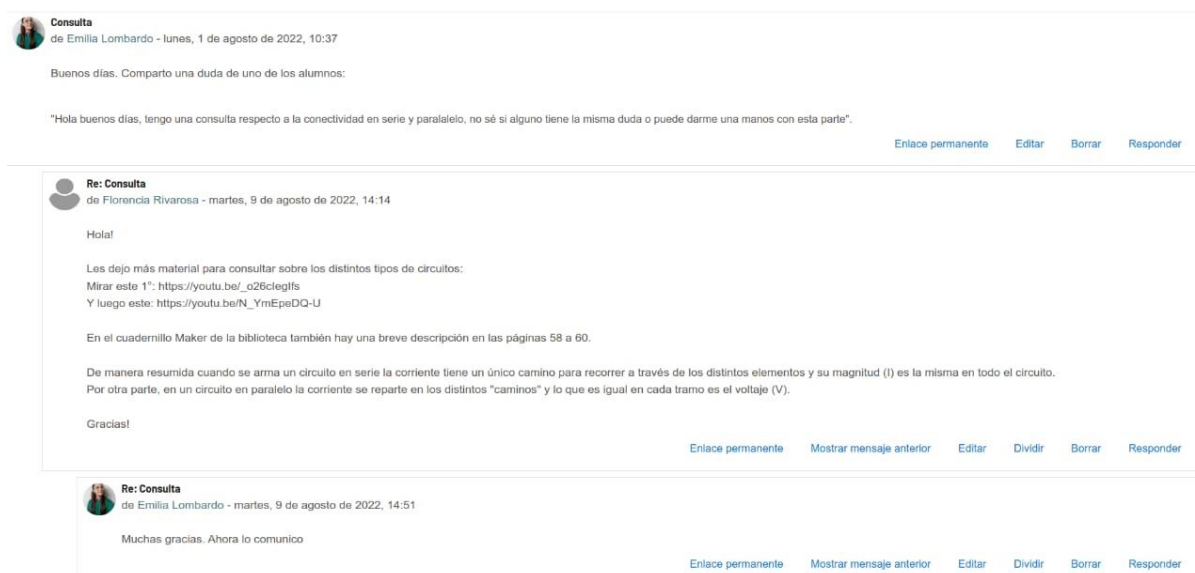 Consulta
de Emilia Lombardo - lunes, 1 de agosto de 2022, 10:37
Buenos días. Comparto una duda de uno de los alumnos:
"Hola buenos días, tengo una consulta respecto a la conectividad en serie y paralalelo, no sé si alguno tiene la misma duda o puede darme una manos con esta parte".
Enlace permanente Editar Borrar Responder
Re: Consulta
de Florencia Rivarosa - martes, 9 de agosto de 2022, 14:14
Hola!
Les dejo más material para consultar sobre los distintos tipos de circuitos:
Mirar este 1°: https://youtu.be/_o26cIegIfs
Y luego este: https://youtu.be/N_YmEpeDQ-U
En el cuadernillo Maker de la biblioteca también hay una breve descripción en las páginas 58 a 60.
De manera resumida cuando se arma un circuito en serie la corriente tiene un único camino para recorrer a través de los distintos elementos y su magnitud (I) es la misma en todo el circuito.
Por otra parte, en un circuito en paralelo la corriente se reparte en los distintos "caminos" y lo que es igual en cada tramo es el voltaje (V).
Gracias!
Enlace permanente Mostrar mensaje anterior Editar Dividir Borrar Responder
Re: Consulta
de Emilia Lombardo - martes, 9 de agosto de 2022, 14:51
Muchas gracias. Ahora lo comunico
Enlace permanente Mostrar mensaje anterior Editar Dividir Borrar Responder